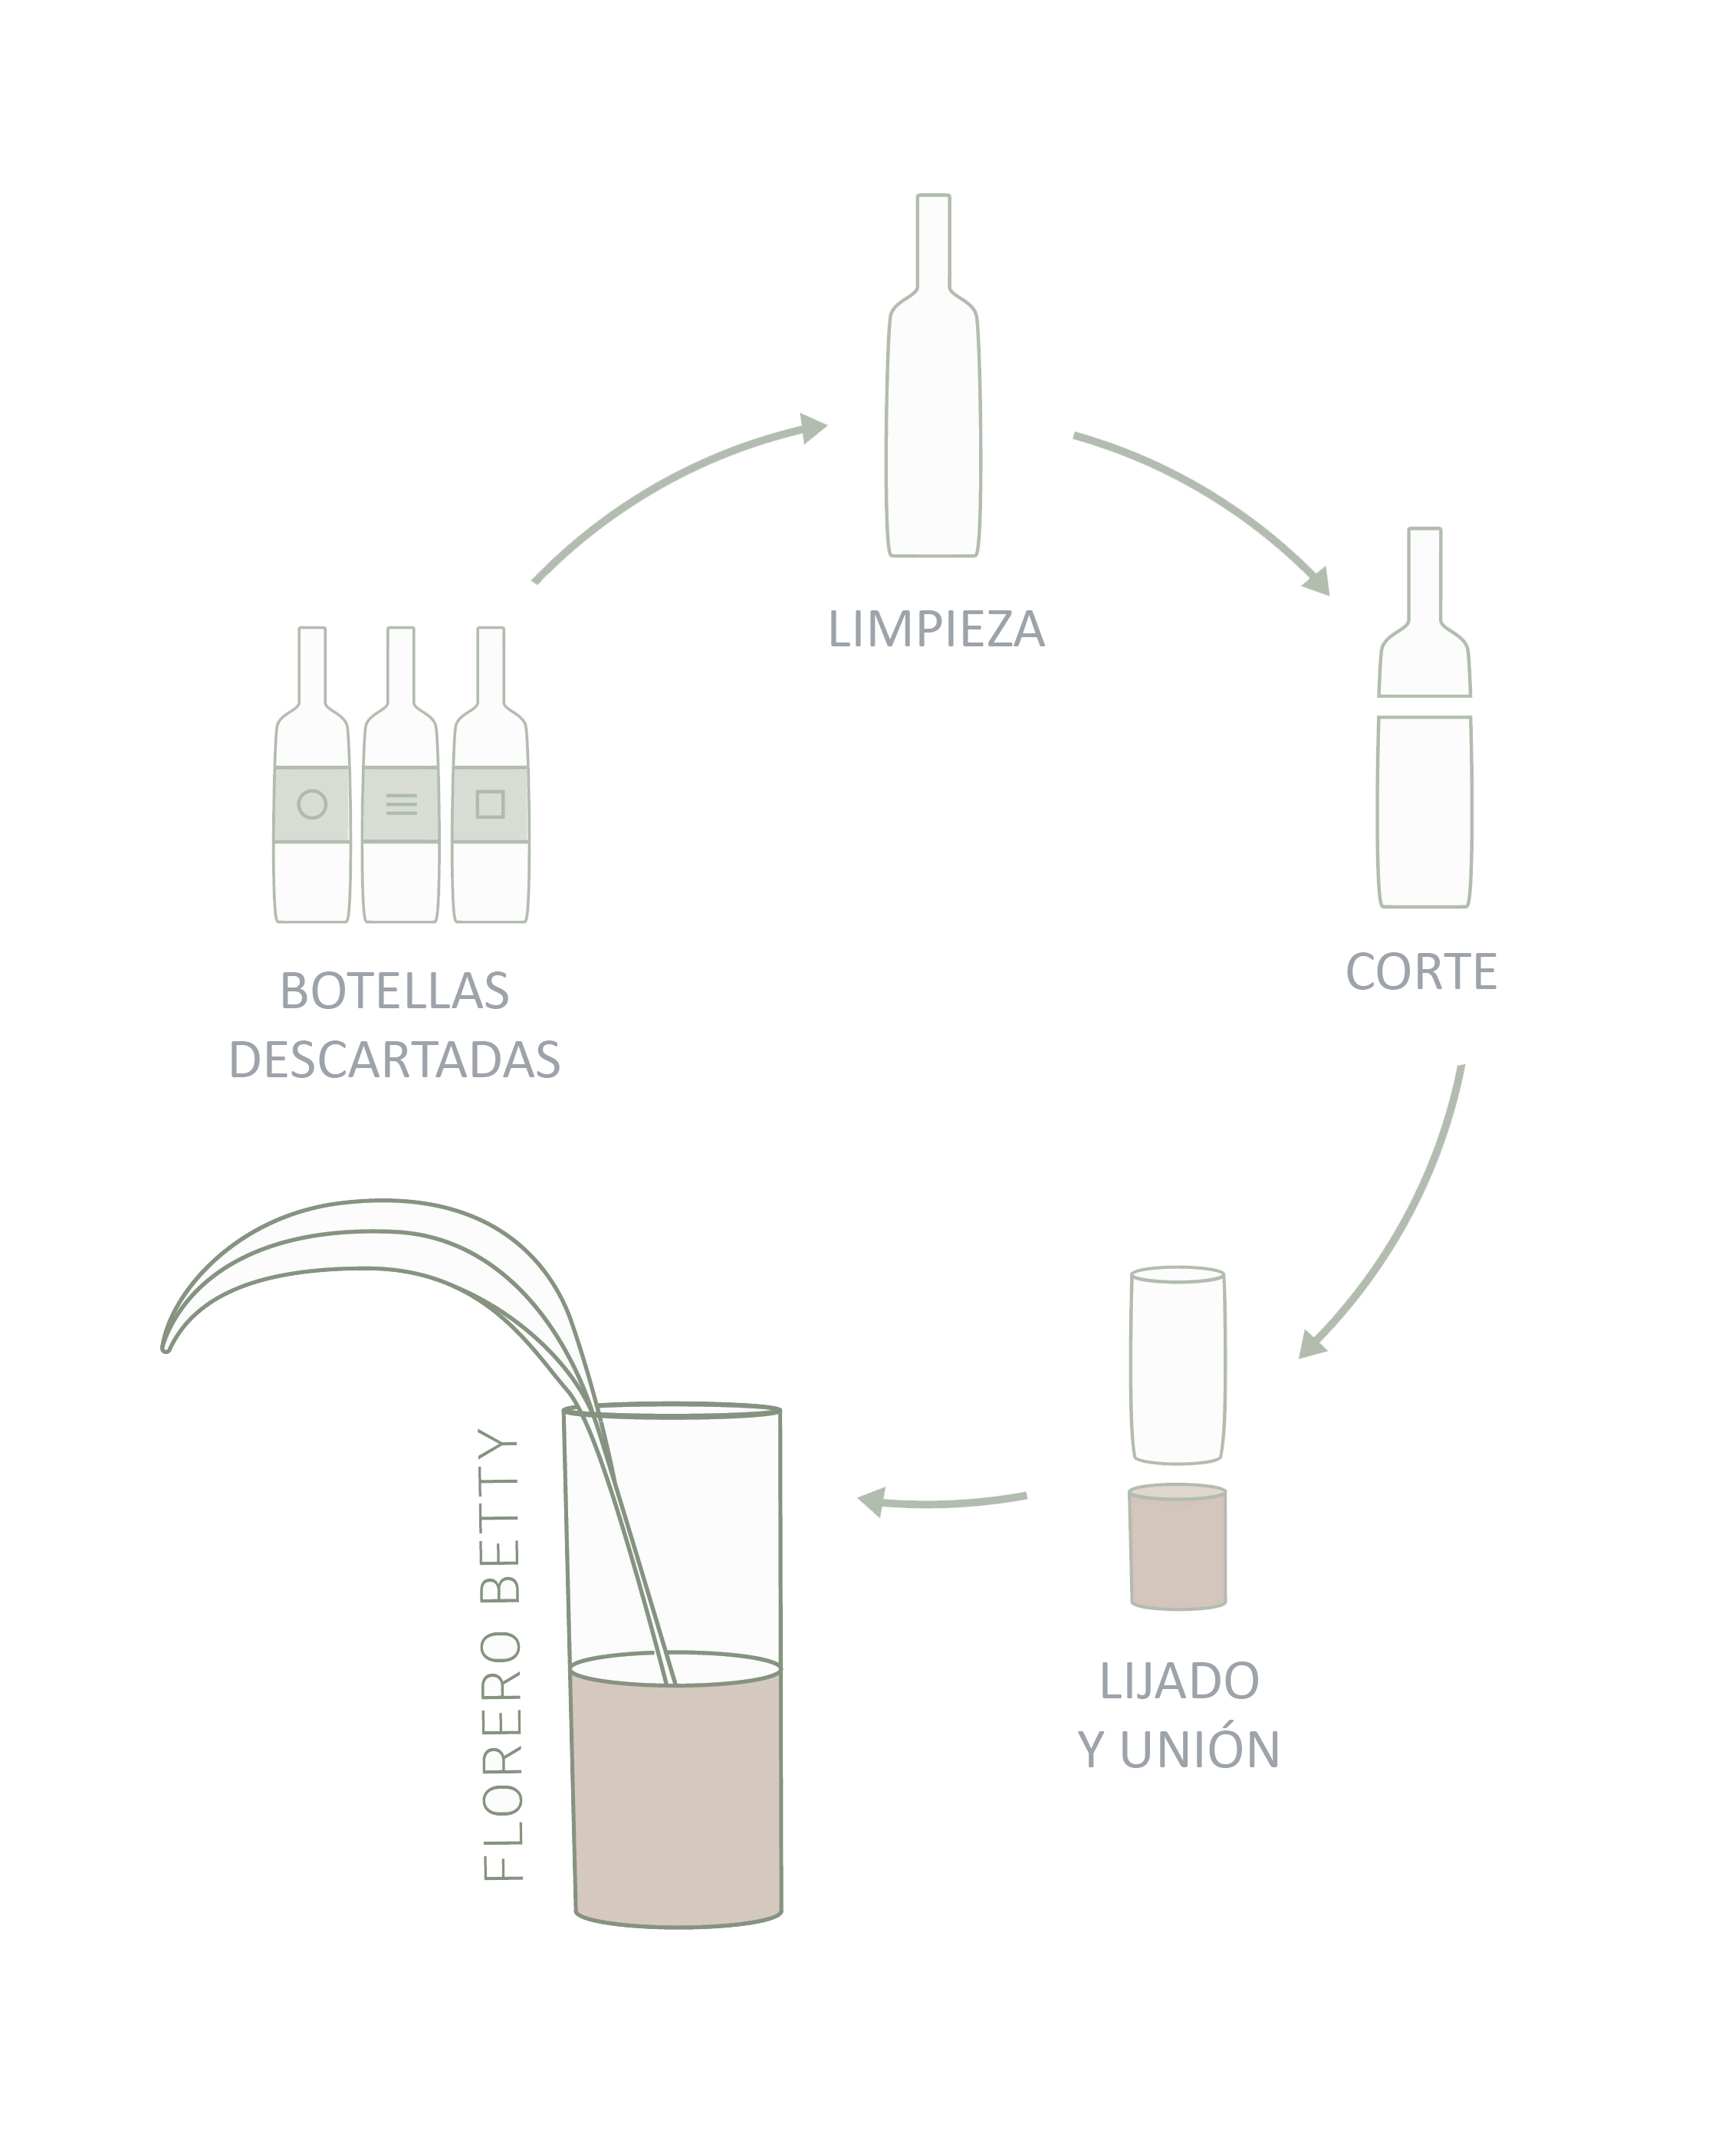 LIMPIEZA
BOTELLAS
DESCARTADAS
CORTE
LIJADO
Y UNIÓN
FLORERO BETTY